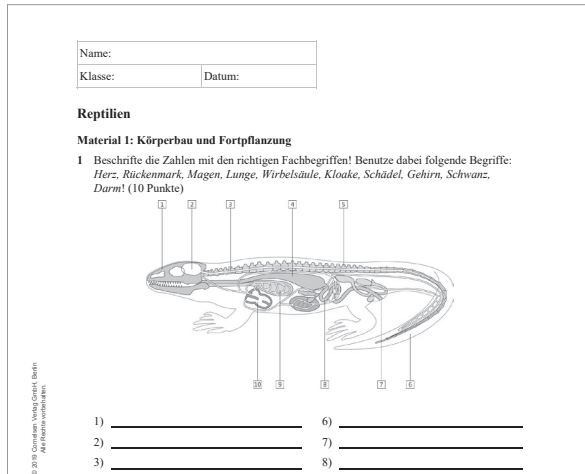 Name:
Klasse: Datum:
Reptilien
Material 1: Körperbau und Fortpflanzung
1 Beschrifte die Zahlen mit den richtigen Fachbegriffen! Benutze dabei folgende Begriffe:
Herz, Rückenmark, Magen, Lunge, Wirbelsäule, Kloake, Schädel, Gehirn, Schwanz,
Darm! (10 Punkte)
1 2 3 4 5
10 9 8 7 6
1) 6)
2) 7)
3) 8)
© 2019 Cornelsen Verlag GmbH, Berlin
Alle Rechte vorbehalten.